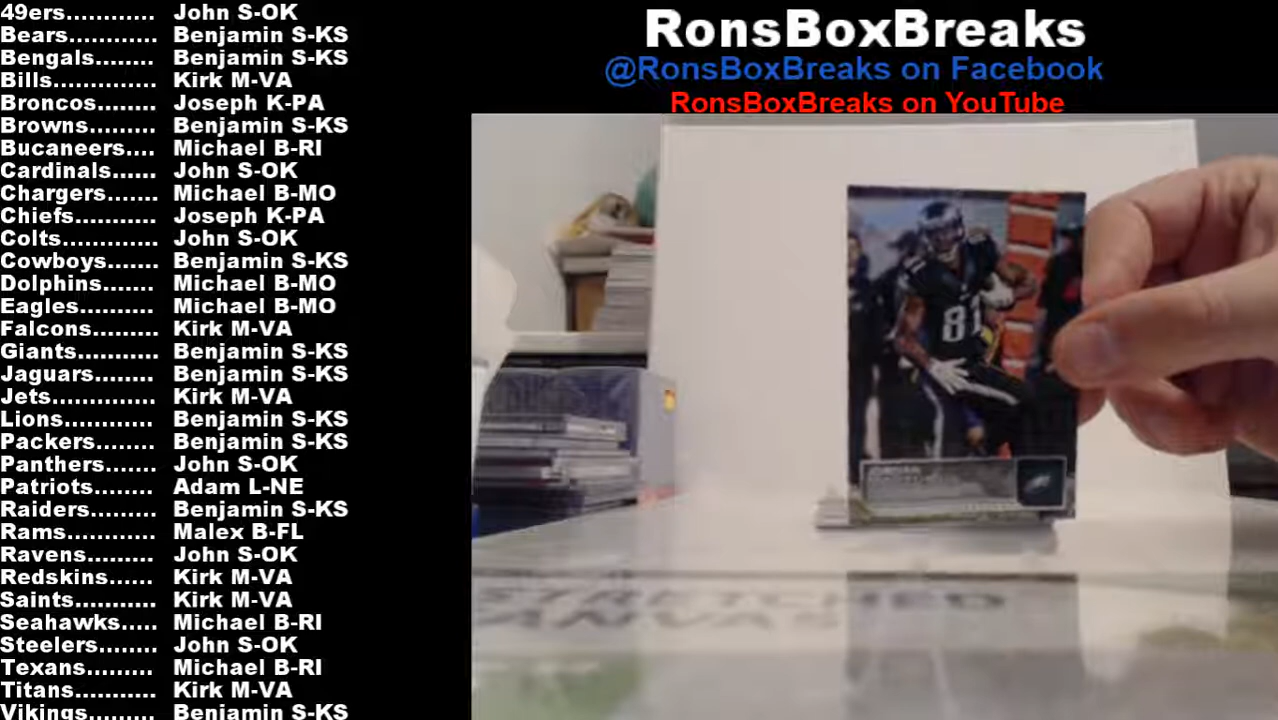 49ers............ John S-OK
Bears............ Benjamin S-KS
Bengals........ Benjamin S-KS
Bills.............. Kirk M-VA
Broncos........ Joseph K-PA
Browns......... Benjamin S-KS
Bucaneers.... Michael B-RI
Cardinals...... John S-OK
Chargers....... Michael B-MO
Chiefs........... Joseph K-PA
Colts............. John S-OK
Cowboys....... Benjamin S-KS
Dolphins....... Michael B-MO
Eagles.......... Michael B-MO
Falcons......... Kirk M-VA
Giants........... Benjamin S-KS
Jaguars........ Benjamin S-KS
Jets.............. Kirk M-VA
Lions............ Benjamin S-KS
Packers........ Benjamin S-KS
Panthers....... John S-OK
Patriots........ Adam L-NE
Raiders......... Benjamin S-KS
Rams............ Malex B-FL
Ravens......... John S-OK
Redskins...... Kirk M-VA
Saints........... Kirk M-VA
Seahawks..... Michael B-RI
Steelers........ John S-OK
Texans......... Michael B-RI
Titans........... Kirk M-VA
Vikings......... Benjamin S-KS
RonsBoxBreaks
@RonsBoxBreaks on Facebook
RonsBoxBreaks on YouTube
81
JORDAN
STRETCHED
CANVAS